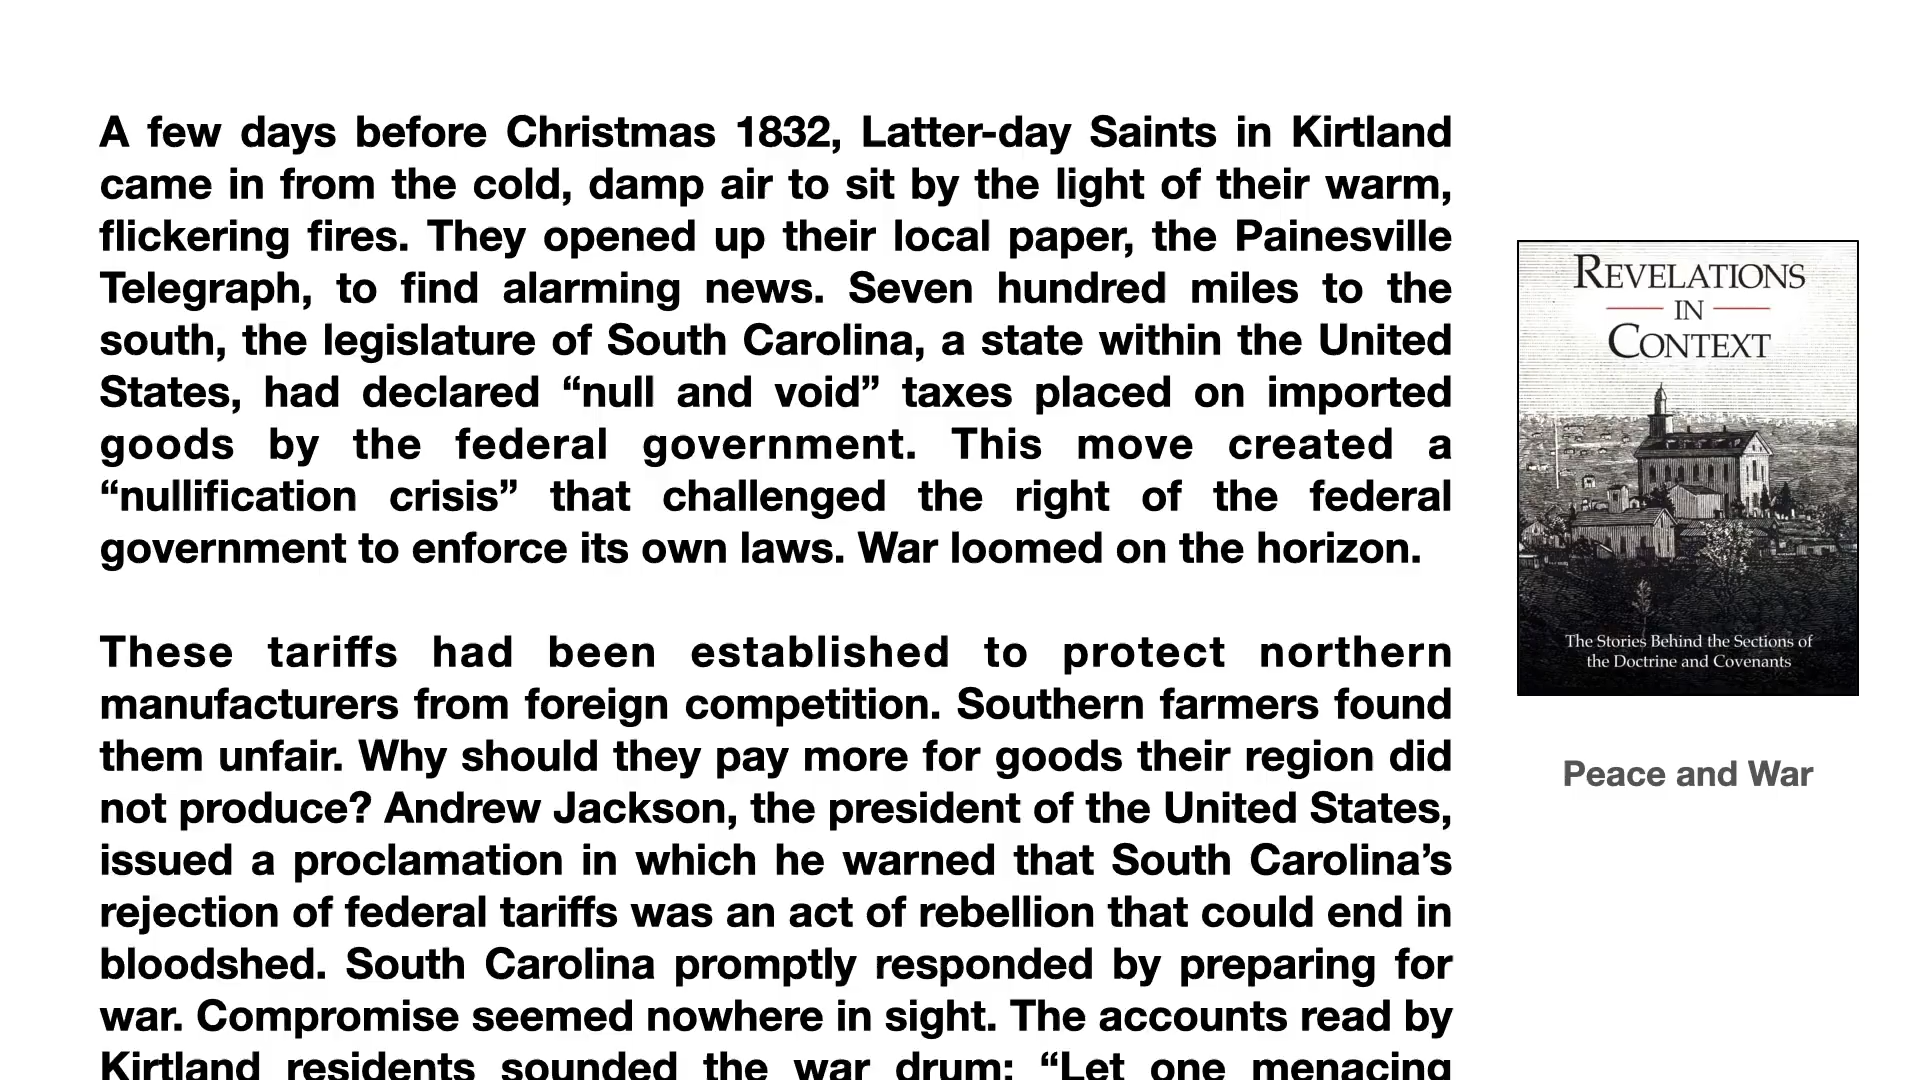 A few days before Christmas 1832, Latter-day Saints in Kirtland
came in from the cold, damp air to sit by the light of their warm,
flickering fires. They opened up their local paper, the Painesville
Telegraph, to find alarming news. Seven hundred miles to the
south, the legislature of South Carolina, a state within the United
States, had declared “null and void” taxes placed on imported
goods by the federal government. This move created a
“nullification crisis” that challenged the right of the federal
government to enforce its own laws. War loomed on the horizon.
These tariffs had been established to protect northern
manufacturers from foreign competition. Southern farmers found
them unfair. Why should they pay more for goods their region did
not produce? Andrew Jackson, the president of the United States,
issued a proclamation in which he warned that South Carolina’s
rejection of federal tariffs was an act of rebellion that could end in
bloodshed. South Carolina promptly responded by preparing for
war. Compromise seemed nowhere in sight. The accounts read by
Kirtland residents sounded the war drum: “Let one menacing
REVELATIONS
IN
CONTEXT
The Stories Behind the Sections of
the Doctrine and Covenants
Peace and War